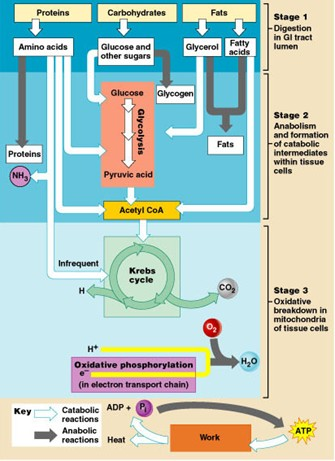 Proteins
Carbohydrates
Fats
Stage 1
Digestion
in GI tract
lumen
Amino acids
Glucose and
other sugars
Glycerol
Fatty
acids
Stage 2
Anabolism
and formation
of catabolic
intermediates
within tissue
cells
Glucose
Glycogen
Glycolysis
Proteins
Fats
NH3
Pyruvic acid
Acetyl CoA
Infrequent
Krebs
cycle
H
CO2
Stage 3
Oxidative
breakdown in
mitochondria
of tissue cells
O2
H+
H2O
Oxidative phosphorylation
e–
(in electron transport chain)
Key
Catabolic
reactions
Anabolic
reactions
ADP +
Pi
ATP
Heat
Work